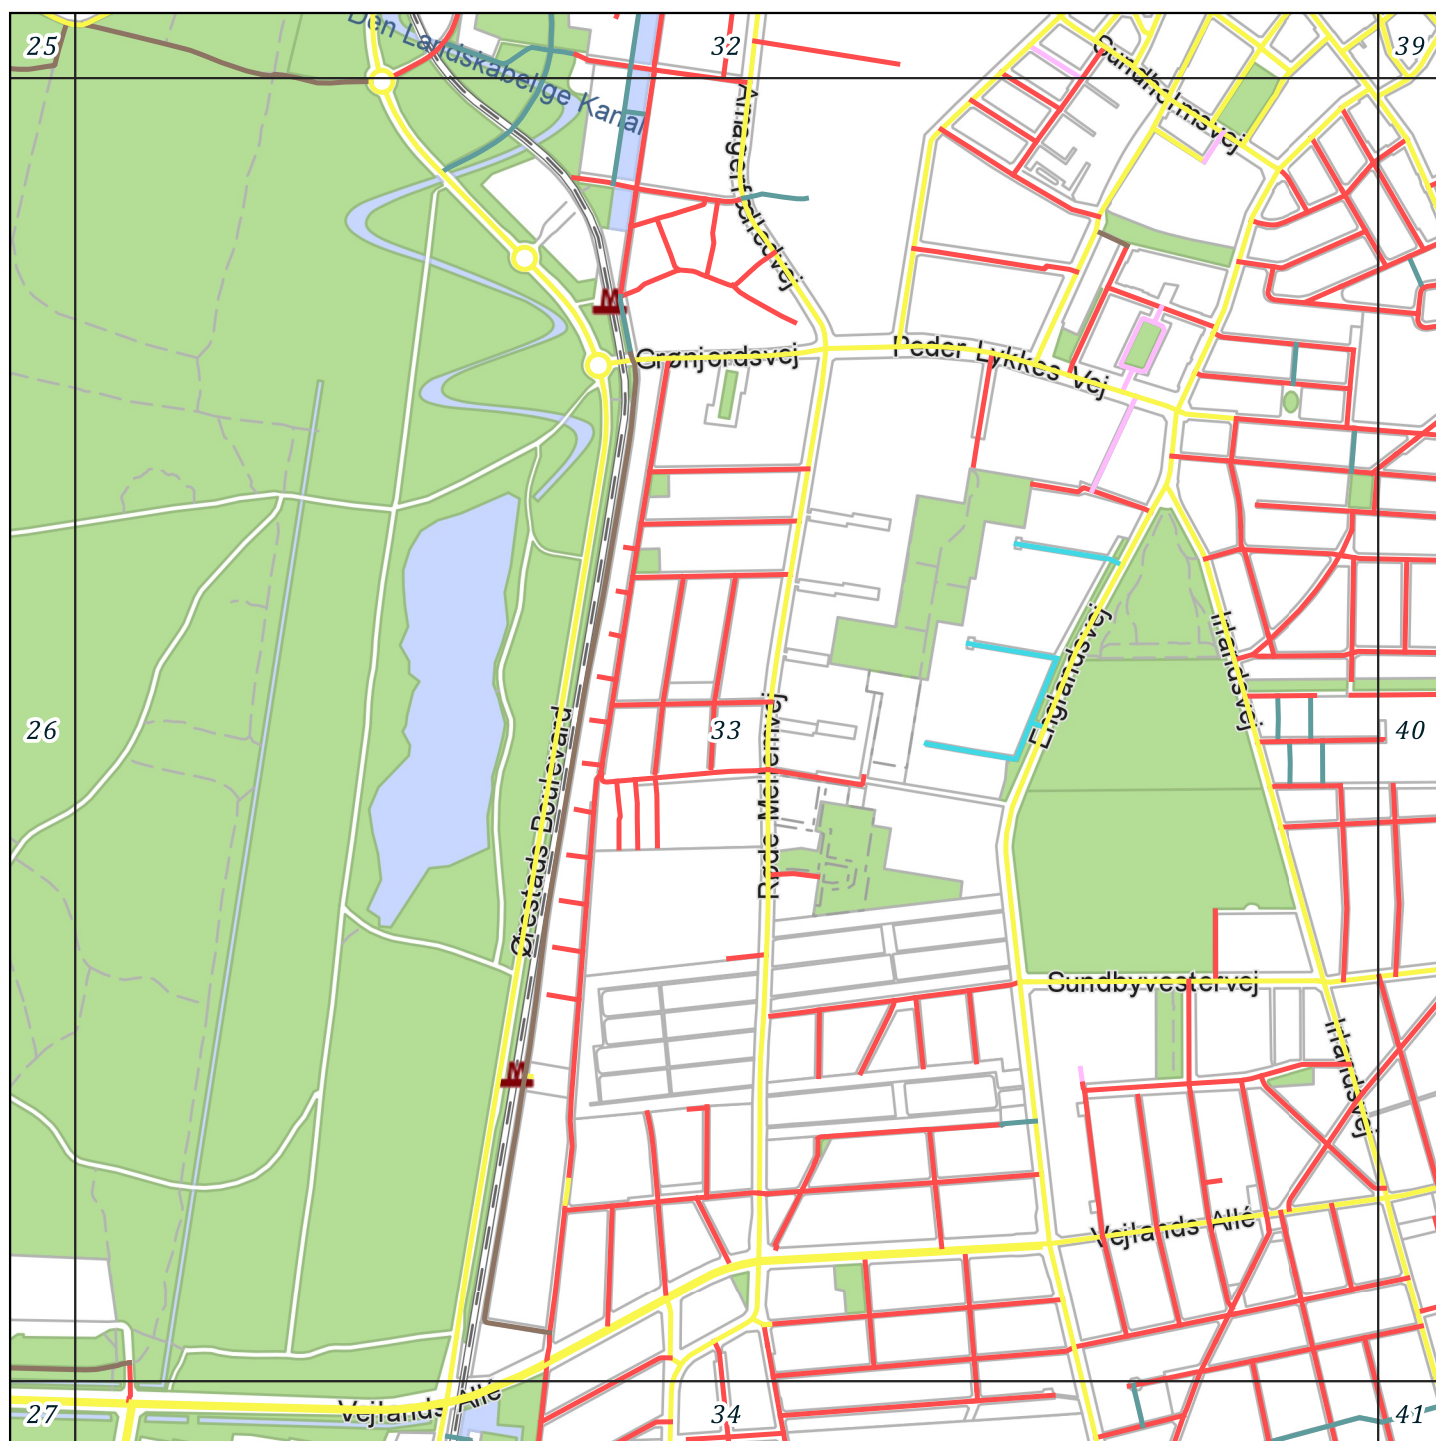 25
32
39
Den Landskabelige Kanal
Sundholmsvej
Amagerfælledvej
M
Grønjordsvej
Peder Lykkes Vej
Englandsvej
Irlandsvej
26
33
40
Ørestads Boulevard
Røde Mellemvej
Sundbyvestervej
Irlandsvej
M
Vejlands Allé
Vejlands Allé
27
34
41